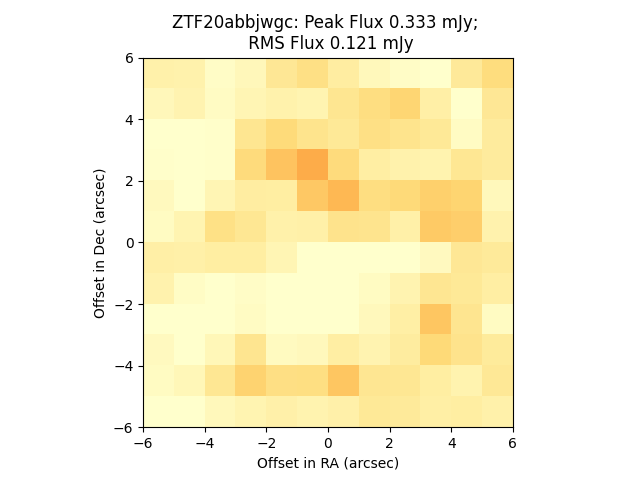 ZTF20abbjwgc: Peak Flux 0.333 mJy;
RMS Flux 0.121 mJy
6
4
2
0
−2
−4
−6
Offset in Dec (arcsec)
−6 −4 −2 0 2 4 6
Offset in RA (arcsec)